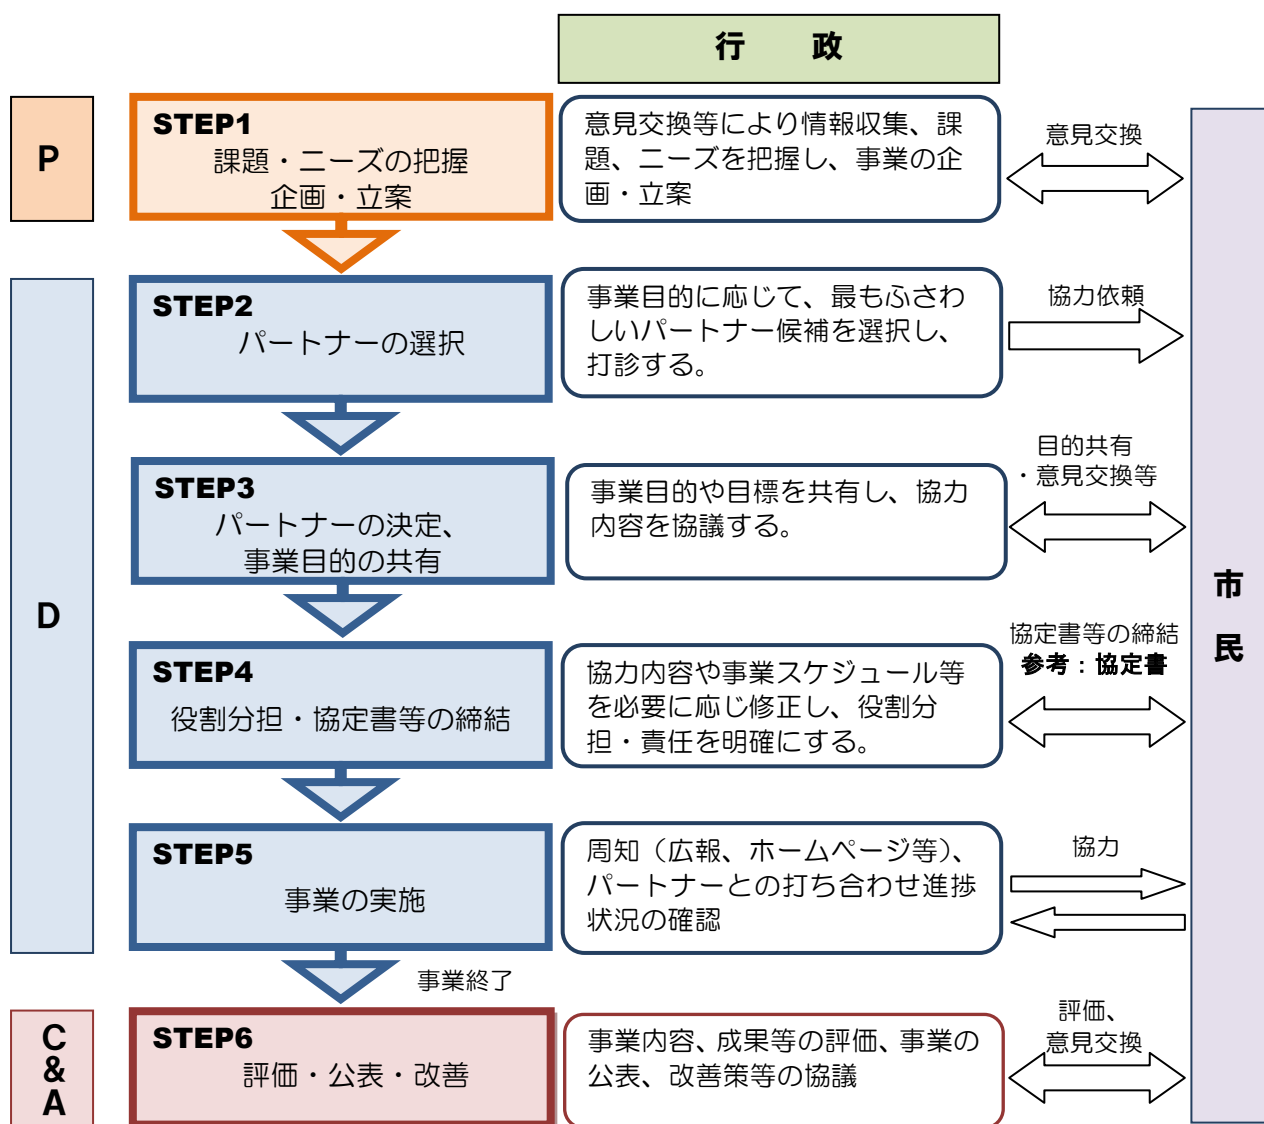 行　政
P
STEP1
課題・ニーズの把握
企画・立案
意見交換等により情報収集、課
題、ニーズを把握し、事業の企
画・立案
意見交換
D
STEP2
パートナーの選択
事業目的に応じて、最もふさわ
しいパートナー候補を選択し、
打診する。
協力依頼
STEP3
パートナーの決定、
事業目的の共有
事業目的や目標を共有し、協力
内容を協議する。
目的共有
・意見交換等
STEP4
役割分担・協定書等の締結
協力内容や事業スケジュール等
を必要に応じ修正し、役割分
担・責任を明確にする。
協定書等の締結
参考：協定書
STEP5
事業の実施
周知（広報、ホームページ等）、
パートナーとの打ち合わせ進捗
状況の確認
協力
事業終了
C
&
A
STEP6
評価・公表・改善
事業内容、成果等の評価、事業の
公表、改善策等の協議
評価、
意見交換
市
民